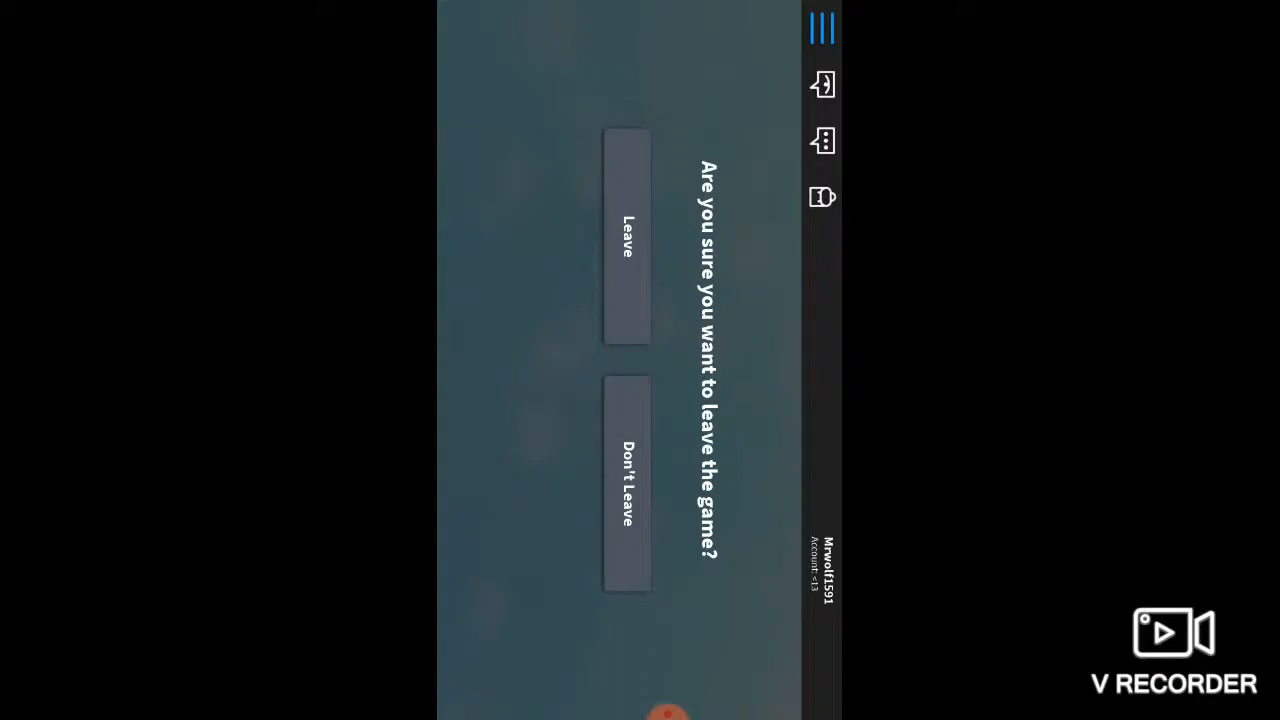 Mrwolf1591
Account: <13
Are you sure you want to leave the game?
Leave
Don't Leave
V RECORDER